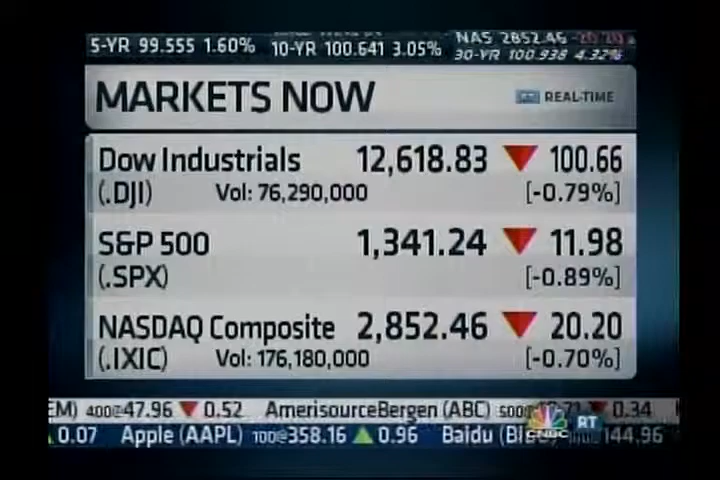 5-YR 99.555 1.60% 10-YR 100.641 3.05% NAS 2852.46 -20.20
30-YR 100.938 4.32%
MARKETS NOW
REAL-TIME
Dow Industrials 12,618.83 ▼ 100.66
(.DJI) Vol: 76,290,000 [-0.79%]
S&P 500 1,341.24 ▼ 11.98
(.SPX) [-0.89%]
NASDAQ Composite 2,852.46 ▼ 20.20
(.IXIC) Vol: 176,180,000 [-0.70%]
EM) 400@47.96 ▼ 0.52 AmerisourceBergen (ABC) 500@ ▼ 0.34
0.07 Apple (AAPL) 100@358.16 ▲ 0.96 Baidu 144.96
CNBC RT